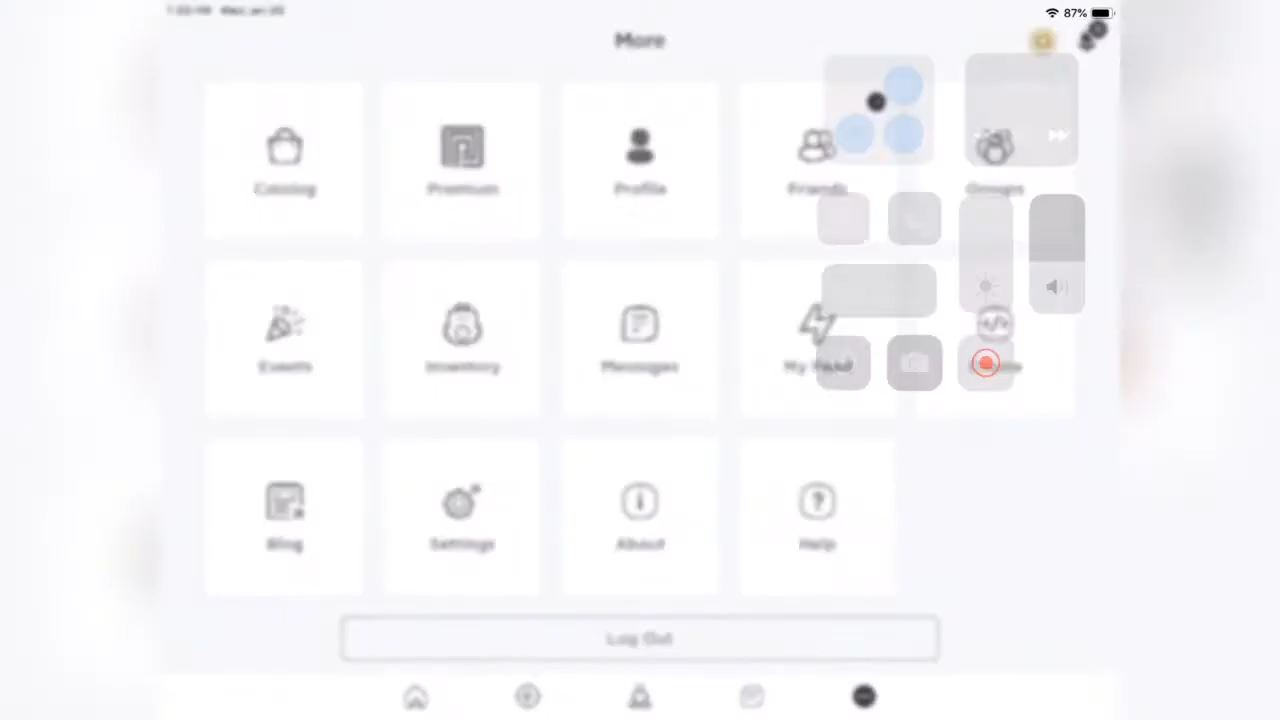 87%
More
Catalog
Premium
Profile
Friends
Groups
Events
Inventory
Messages
My Feed
Blog
Settings
About
Help
Log Out